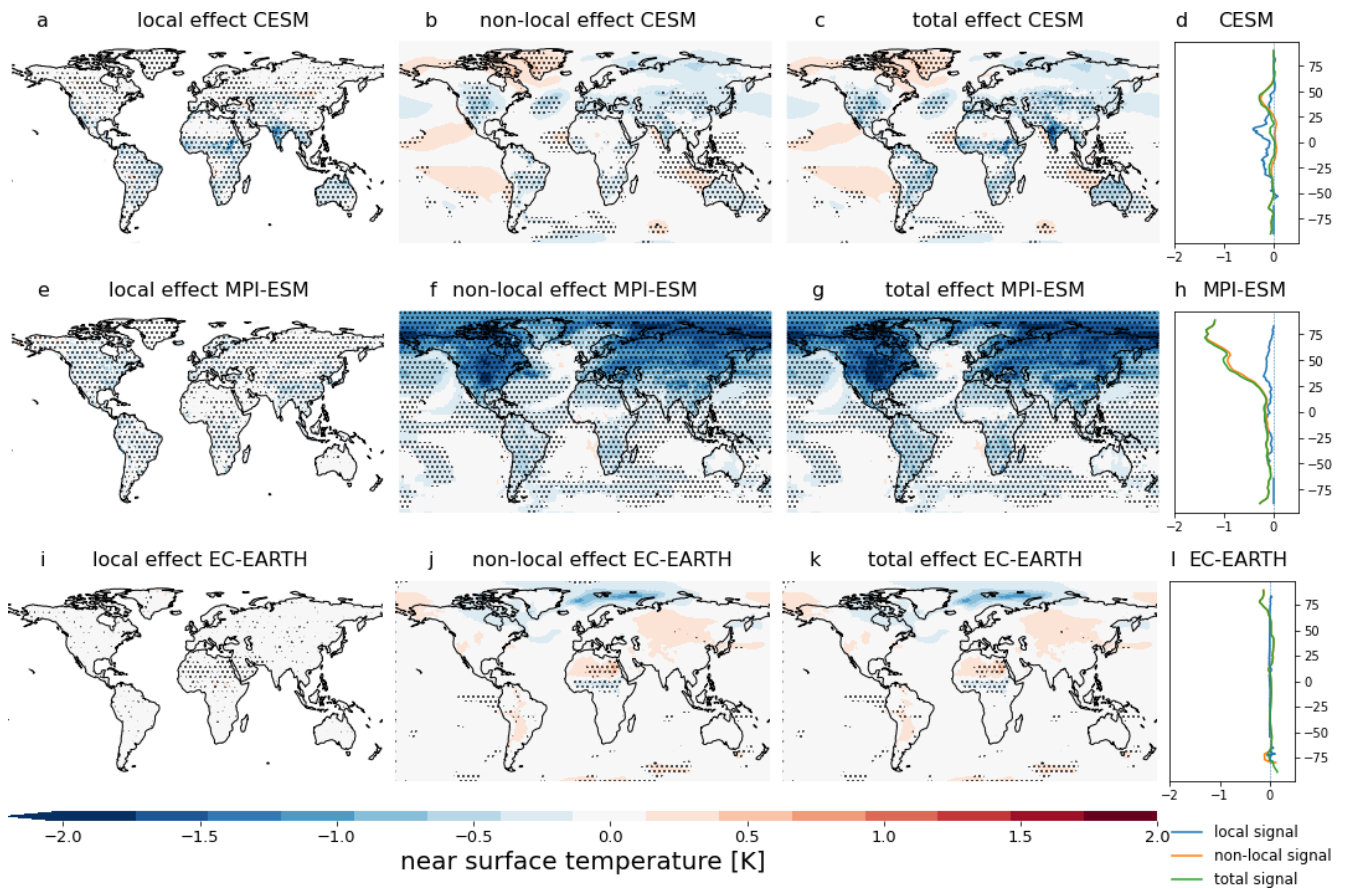 a local effect CESM b non-local effect CESM c total effect CESM d CESM
75
50
25
0
−25
−50
−75
−2 −1 0
e local effect MPI-ESM f non-local effect MPI-ESM g total effect MPI-ESM h MPI-ESM
75
50
25
0
−25
−50
−75
−2 −1 0
i local effect EC-EARTH j non-local effect EC-EARTH k total effect EC-EARTH l EC-EARTH
75
50
25
0
−25
−50
−75
−2 −1 0
−2.0 −1.5 −1.0 −0.5 0.0 0.5 1.0 1.5 2.0
near surface temperature [K]
local signal
non-local signal
total signal